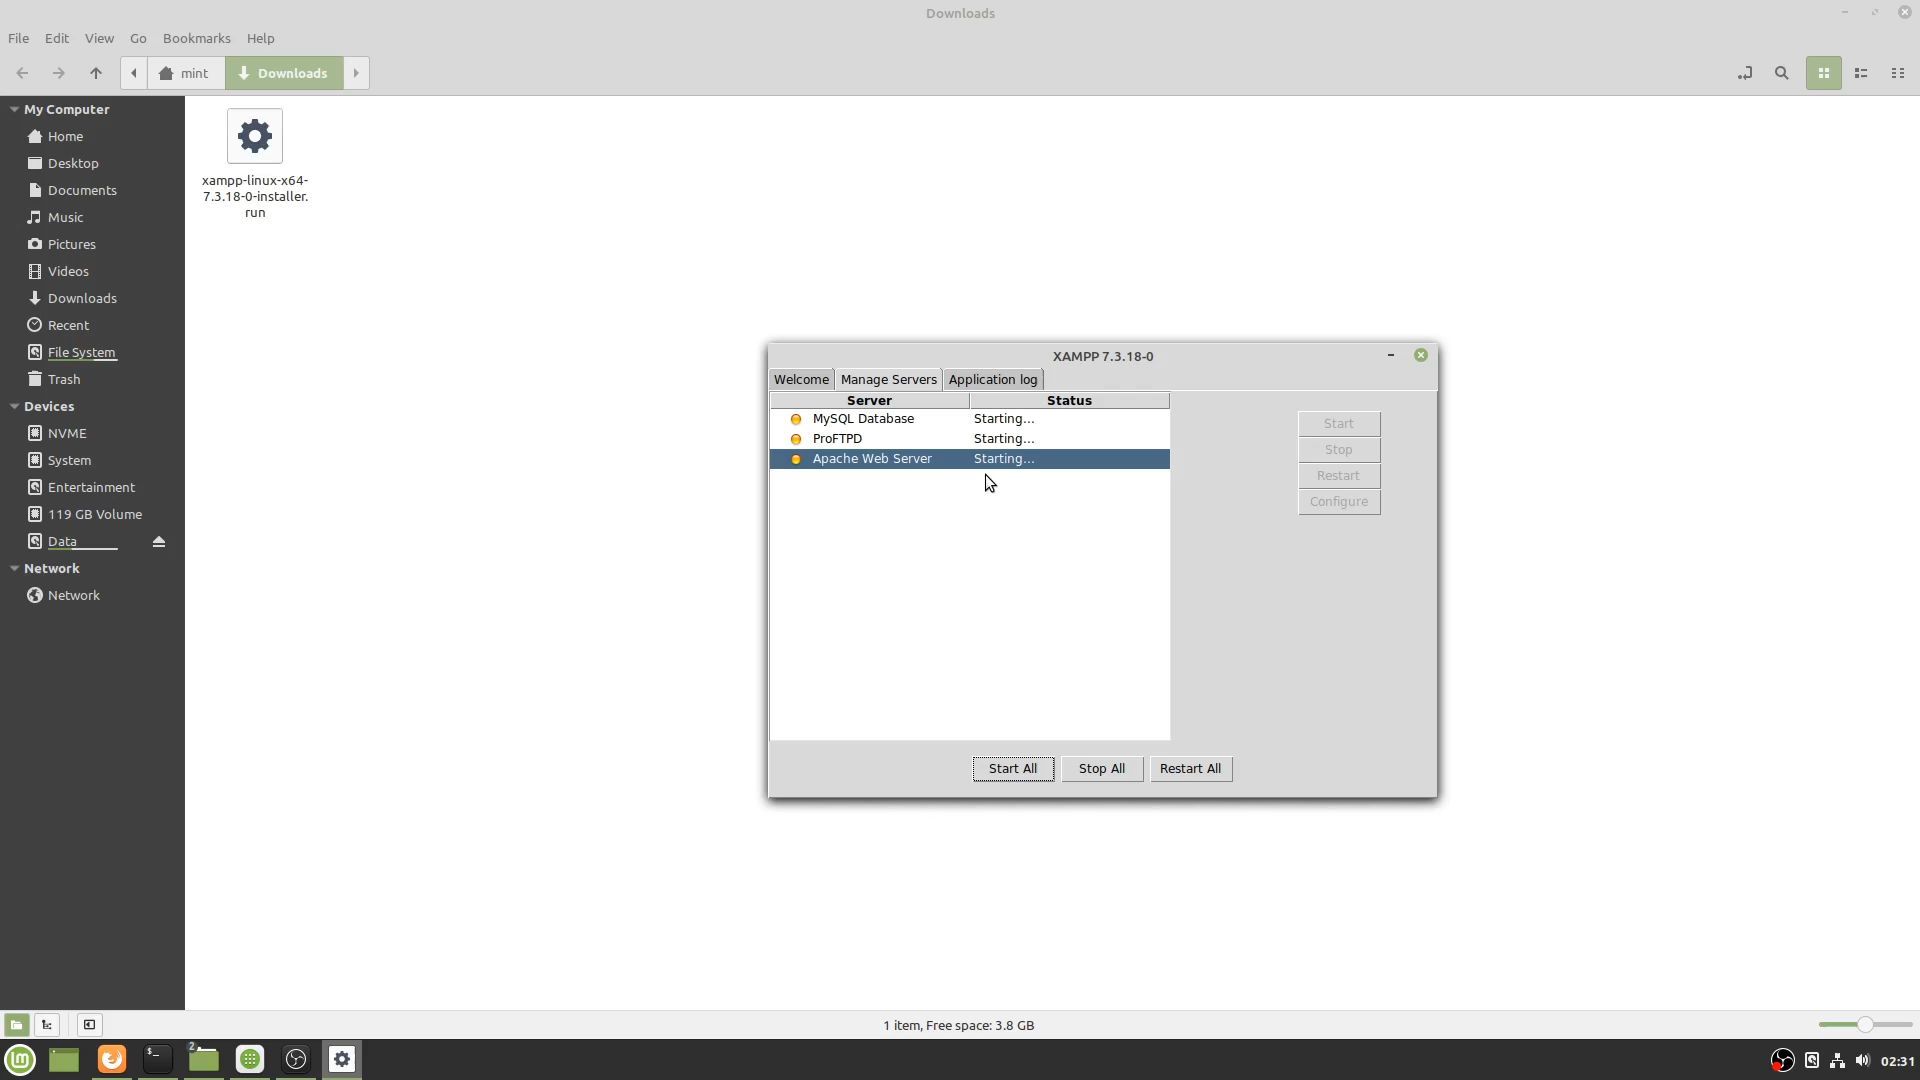 Downloads
File Edit View Go Bookmarks Help
mint Downloads
My Computer
Home
Desktop
Documents
Music
Pictures
Videos
Downloads
Recent
File System
Trash
Devices
NVME
System
Entertainment
119 GB Volume
Data
Network
Network
xampp-linux-x64-
7.3.18-0-installer.
run
XAMPP 7.3.18-0
Welcome Manage Servers Application log
Server Status
MySQL Database Starting...
ProFTPD Starting...
Apache Web Server Starting...
Start
Stop
Restart
Configure
Start All Stop All Restart All
1 item, Free space: 3.8 GB
2
$_
lm
02:31